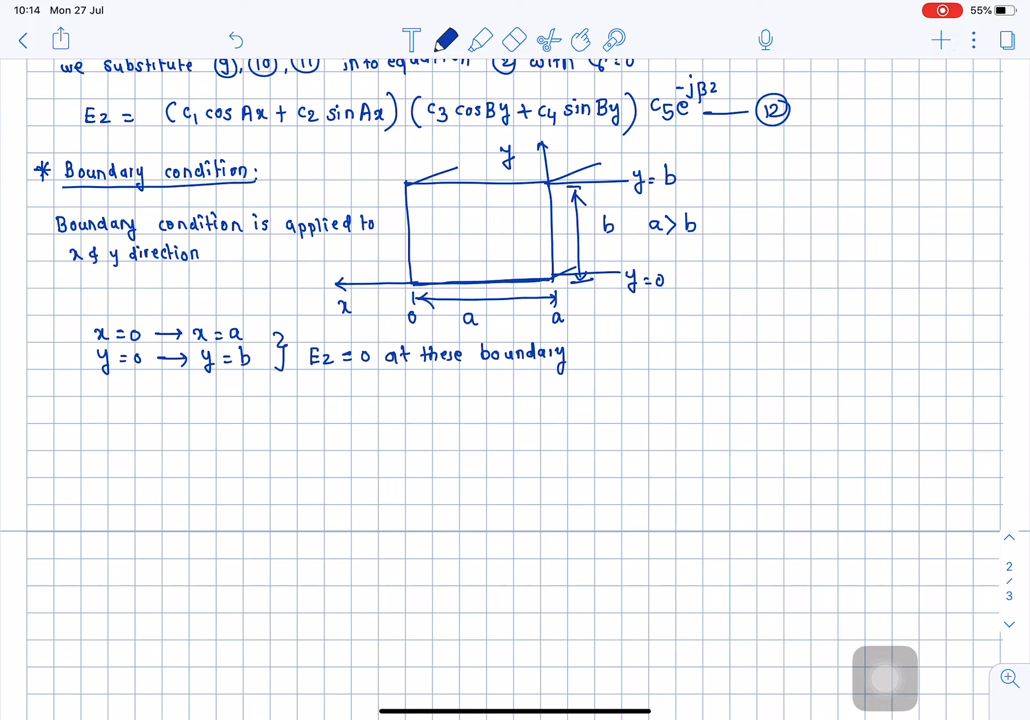 10:14 Mon 27 Jul
55%
we substitute (9), (10), (11) into equation (2) with
Ez = (c₁ cos Ax + c₂ sin Ax) (c₃ cos By + c₄ sin By) c₅e^-jβz —— (12)
* Boundary condition:
Boundary condition is applied to
x & y direction
y
y = b
b a > b
y = 0
x
0 a a
x = 0 → x = a
y = 0 → y = b } Ez = 0 at these boundary
2
/
3